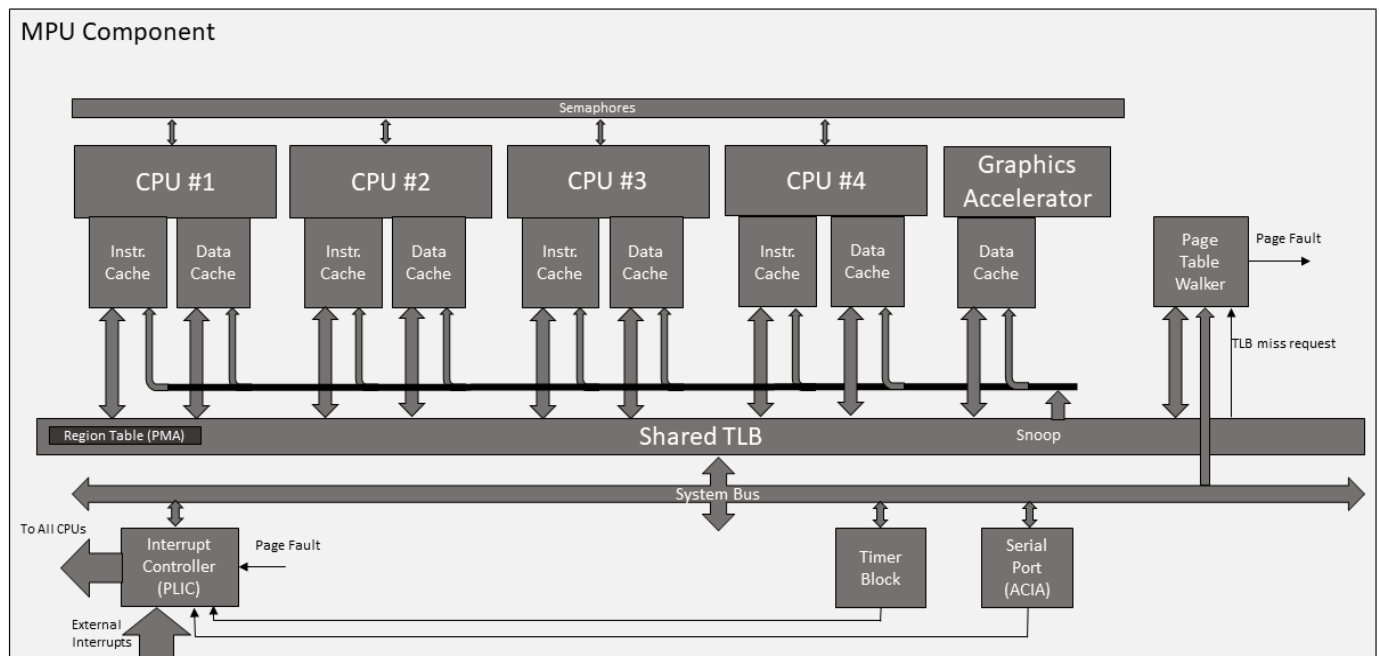 MPU Component
Semaphores
CPU #1
CPU #2
CPU #3
CPU #4
Graphics
Accelerator
Instr.
Cache
Data
Cache
Instr.
Cache
Data
Cache
Instr.
Cache
Data
Cache
Instr.
Cache
Data
Cache
Data
Cache
Page
Table
Walker
Page Fault
TLB miss request
Region Table (PMA)
Shared TLB
Snoop
System Bus
To All CPUs
Interrupt
Controller
(PLIC)
Page Fault
Timer
Block
Serial
Port
(ACIA)
External
Interrupts